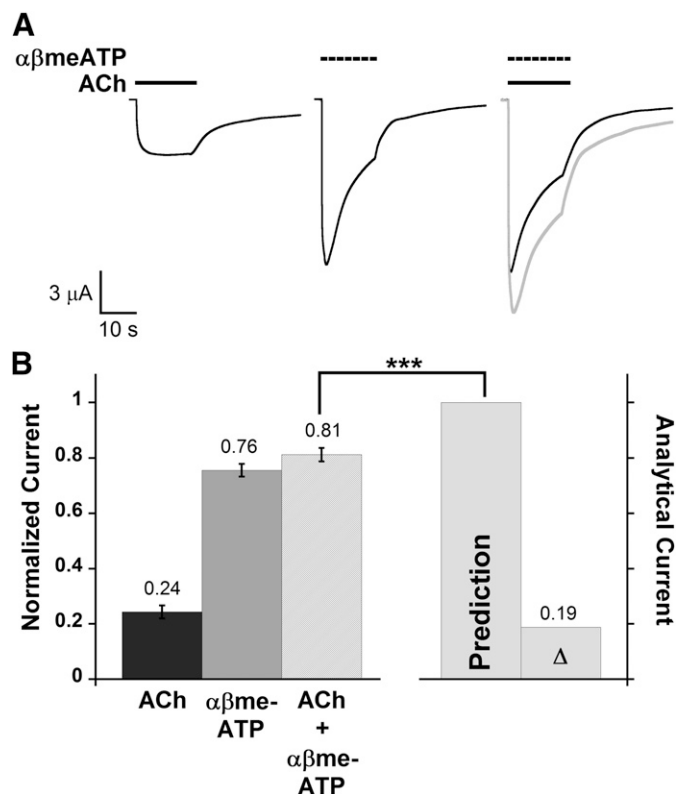 A
αβmeATP
ACh
3 μA
10 s
B
***
Normalized Current
1
0.8
0.6
0.4
0.2
0
0.24
0.76
0.81
Prediction
0.19
Δ
Analytical Current
ACh
αβme-
ATP
ACh
+
αβme-
ATP